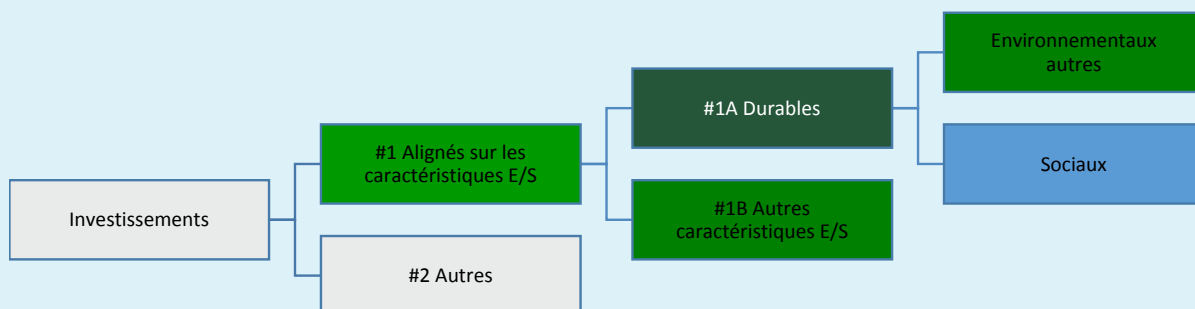 Investissements
#1 Alignés sur les
caractéristiques E/S
#2 Autres
#1A Durables
#1B Autres
caractéristiques E/S
Environnementaux
autres
Sociaux